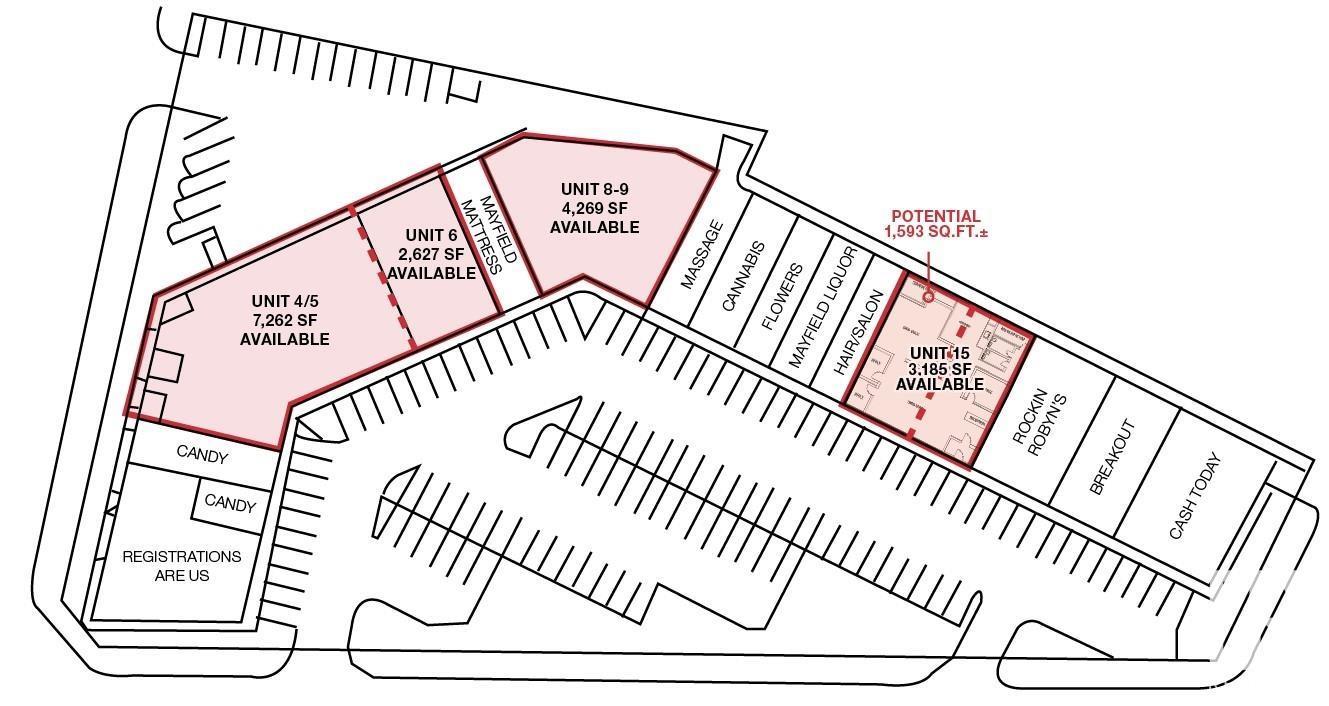 POTENTIAL
1,593 SQ.FT.±
UNIT 8-9
4,269 SF
AVAILABLE
UNIT 6
2,627 SF
AVAILABLE
MAYFIELD
MATTRESS
UNIT 4/5
7,262 SF
AVAILABLE
MASSAGE
CANNABIS
FLOWERS
MAYFIELD LIQUOR
HAIR/SALON
UNIT 15
3.185 SF
AVAILABLE
ROCKIN
ROBYN'S
BREAKOUT
CASH TODAY
CANDY
CANDY
REGISTRATIONS
ARE US